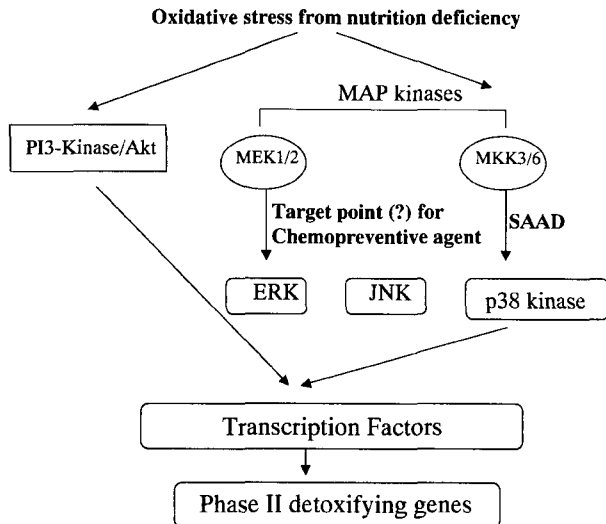 Oxidative stress from nutrition deficiency
MAP kinases
PI3-Kinase/Akt
MEK1/2
MKK3/6
Target point (?) for
Chemopreventive agent
SAAD
ERK
JNK
p38 kinase
Transcription Factors
Phase II detoxifying genes